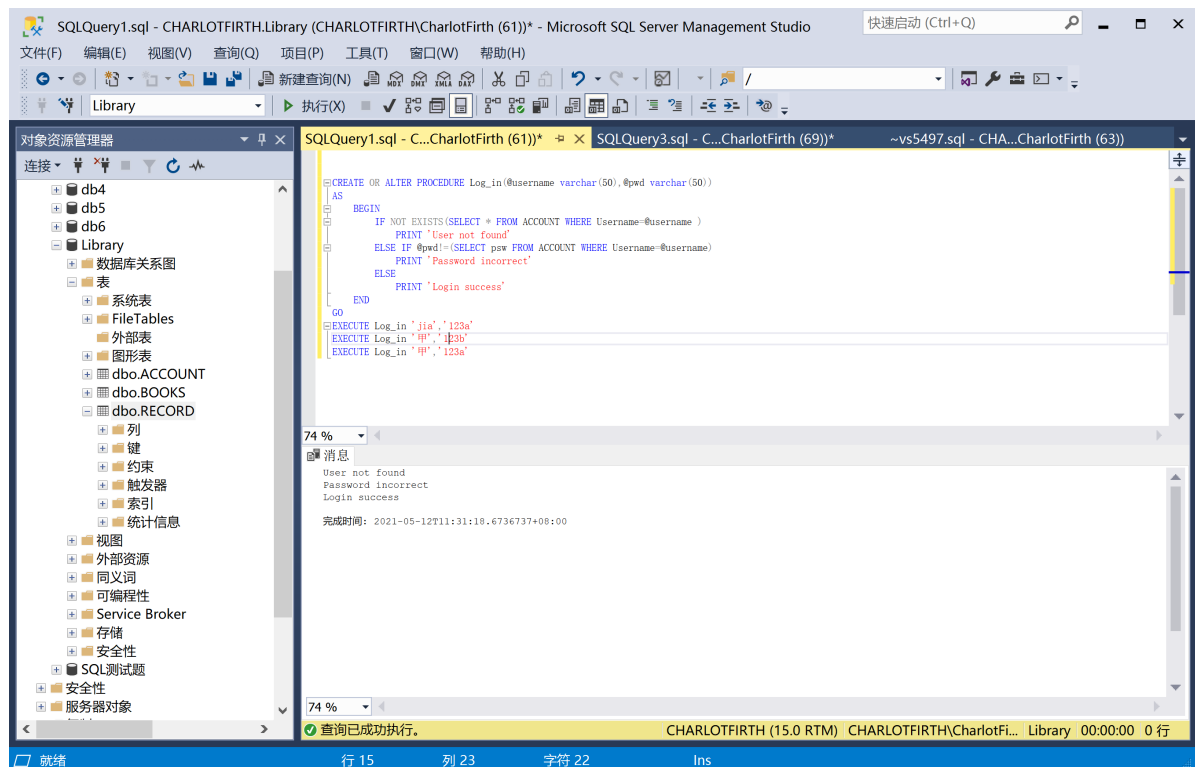 SQLQuery1.sql - CHARLOTFIRTH.Library (CHARLOTFIRTH\CharlotFirth (61))* - Microsoft SQL Server Management Studio
快速启动 (Ctrl+Q)
文件(F) 编辑(E) 视图(V) 查询(Q) 项目(P) 工具(T) 窗口(W) 帮助(H)
新建查询(N) MDX DMX XMLA DAX /
Library 执行(X)
对象资源管理器
SQLQuery1.sql - C...CharlotFirth (61))* SQLQuery3.sql - C...CharlotFirth (69))* ~vs5497.sql - CHA...CharlotFirth (63))
连接
db4
db5
db6
Library
数据库关系图
表
系统表
FileTables
外部表
图形表
dbo.ACCOUNT
dbo.BOOKS
dbo.RECORD
列
键
约束
触发器
索引
统计信息
视图
外部资源
同义词
可编程性
Service Broker
存储
安全性
SQL测试题
安全性
服务器对象
CREATE OR ALTER PROCEDURE Log_in(@username varchar(50),@pwd varchar(50))
AS
BEGIN
IF NOT EXISTS(SELECT * FROM ACCOUNT WHERE Username=@username )
PRINT 'User not found'
ELSE IF @pwd!=(SELECT psw FROM ACCOUNT WHERE Username=@username)
PRINT 'Password incorrect'
ELSE
PRINT 'Login success'
END
GO
EXECUTE Log_in 'jia','123a'
EXECUTE Log_in '甲','123b'
EXECUTE Log_in '甲','123a'
74 %
消息
User not found
Password incorrect
Login success
完成时间: 2021-05-12T11:31:18.6736737+08:00
74 %
查询已成功执行。 CHARLOTFIRTH (15.0 RTM) CHARLOTFIRTH\CharlotFi... Library 00:00:00 0 行
就绪 行 15 列 23 字符 22 Ins